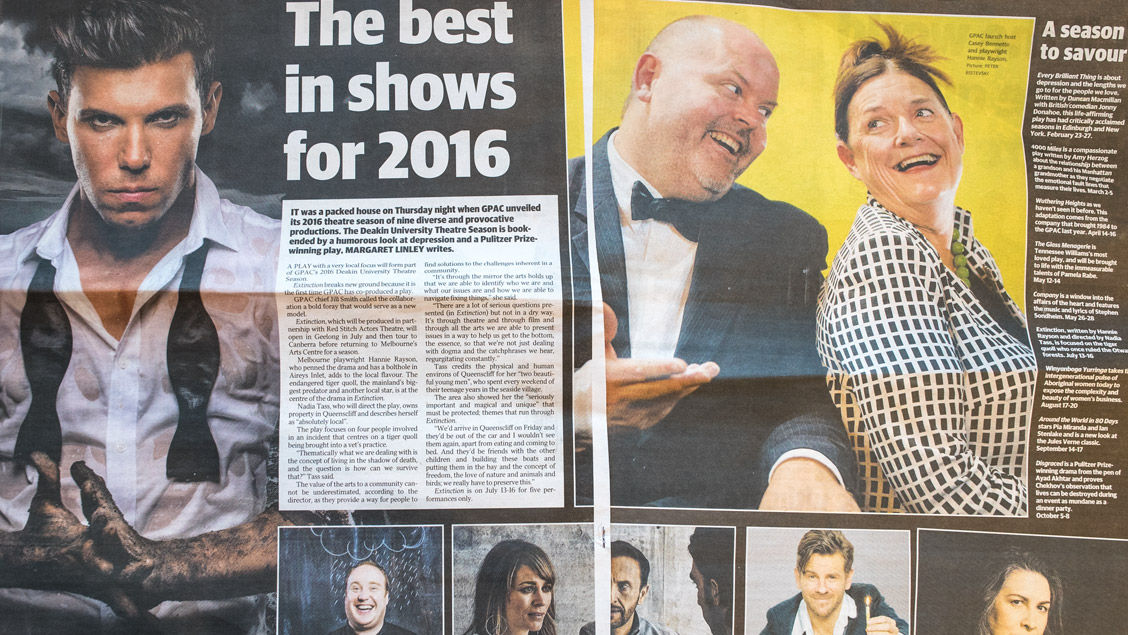 The best
in shows
for 2016
IT was a packed house on Thursday night when GPAC unveiled
its 2016 theatre season of nine diverse and provocative
productions. The Deakin University Theatre Season is book-
ended by a humorous look at depression and a Pulitzer Prize-
winning play, MARGARET LINLEY writes.
A PLAY with a very local focus will form part
of GPAC's 2016 Deakin University Theatre
Season.
Extinction breaks new ground because it is
the first time GPAC has co-produced a play.
GPAC chief Jill Smith called the collabor-
ation a bold foray that would serve as a new
model.
Extinction, which will be produced in part-
nership with Red Stitch Actors Theatre, will
open in Geelong in July and then tour to
Canberra before returning to Melbourne's
Arts Centre for a season.
Melbourne playwright Hannie Rayson,
who penned the drama and has a bolthole in
Aireys Inlet, adds to the local flavour. The
endangered tiger quoll, the mainland's big-
gest predator and another local star, is at the
centre of the drama in Extinction.
Nadia Tass, who will direct the play, owns
property in Queenscliff and describes herself
as "absolutely local".
The play focuses on four people involved
in an incident that centres on a tiger quoll
being brought into a vet's practice.
"Thematically what we are dealing with is
the concept of living in the shadow of death,
and the question is how can we survive
that?" Tass said.
The value of the arts to a community can-
not be underestimated, according to the
director, as they provide a way for people to
find solutions to the challenges inherent in a
community.
"It's through the mirror the arts holds up
that we are able to identify who we are and
what our issues are and how we are able to
navigate fixing things," she said.
"There are a lot of serious questions pre-
sented (in Extinction) but not in a dry way.
It's through theatre and through film and
through all the arts we are able to present
issues in a way to help us get to the bottom,
the essence, so that we're not just dealing
with dogma and the catchphrases we hear,
regurgitating constantly."
Tass credits the physical and human
environs of Queenscliff for her "two beauti-
ful young men", who spent every weekend of
their teenage years in the seaside village.
The area also showed her the "seriously
important and magical and unique" that
must be protected; themes that run through
Extinction.
"We'd arrive in Queenscliff on Friday and
they'd be out of the car and I wouldn't see
them again, apart from eating and coming to
bed. And they'd be friends with the other
children and building these boats and
putting them in the bay and the concept of
freedom, the love of nature and animals and
birds; we really have to preserve this."
Extinction is on July 13-16 for five per-
formances only.
GPAC launch host
Casey Bennetto
and playwright
Hannie Rayson.
Picture: PETER
RISTEVSKI
A season
to savour
Every Brilliant Thing is about
depression and the lengths we
go to for the people we love.
Written by Duncan Macmillan
with British comedian Jonny
Donahoe, this life-affirming
play has had critically acclaimed
seasons in Edinburgh and New
York. February 23-27.
4000 Miles is a compassionate
play written by Amy Herzog
about the relationship between
a grandson and his Manhattan
grandmother as they negotiate
the emotional fault lines that
measure their lives. March 2-5
Wuthering Heights as we
haven't seen it before. This
adaptation comes from the
company that brought 1984 to
the GPAC last year. April 14-16
The Glass Menagerie is
Tennessee Williams's most
loved play, and will be brought
to life with the immeasurable
talents of Pamela Rabe.
May 12-14
Company is a window into the
affairs of the heart and features
the music and lyrics of Stephen
Sondheim. May 26-28
Extinction, written by Hannie
Rayson and directed by Nadia
Tass, is focused on the tiger
quoll who once ruled the Otway
Forests. July 13-16
Winyanboga Yurringa takes
intergenerational pulse of
Aboriginal women today to
expose the complexity and
beauty of women's business.
August 17-20
Around the World in 80 Days
stars Pia Miranda and Ian
Stenlake and is a new look at
the Jules Verne classic.
September 14-17
Disgraced is a Pulitzer Prize-
winning drama from the pen of
Ayad Akhtar and proves
Chekhov's observation that
lives can be destroyed during
an event as mundane as a
dinner party.
October 5-8